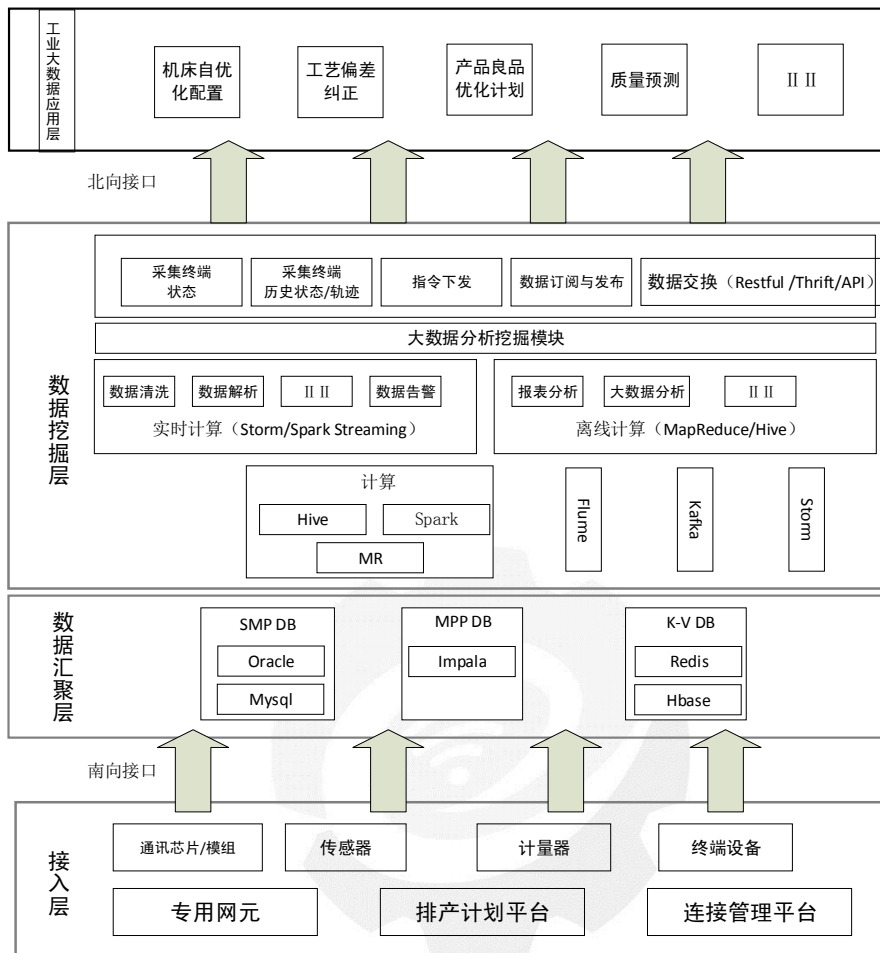 工业大数据应用层
机床自优
化配置
工艺偏差
纠正
产品良品
优化计划
质量预测
II II
北向接口
数据挖掘层
采集终端
状态
采集终端
历史状态/轨迹
指令下发
数据订阅与发布
数据交换（Restful /Thrift/API）
大数据分析挖掘模块
数据清洗
数据解析
II II
数据告警
实时计算（Storm/Spark Streaming）
报表分析
大数据分析
II II
离线计算（MapReduce/Hive）
计算
Hive
Spark
MR
Flume
Kafka
Storm
数据汇聚层
SMP DB
Oracle
Mysql
MPP DB
Impala
K-V DB
Redis
Hbase
南向接口
接入层
通讯芯片/模组
传感器
计量器
终端设备
专用网元
排产计划平台
连接管理平台